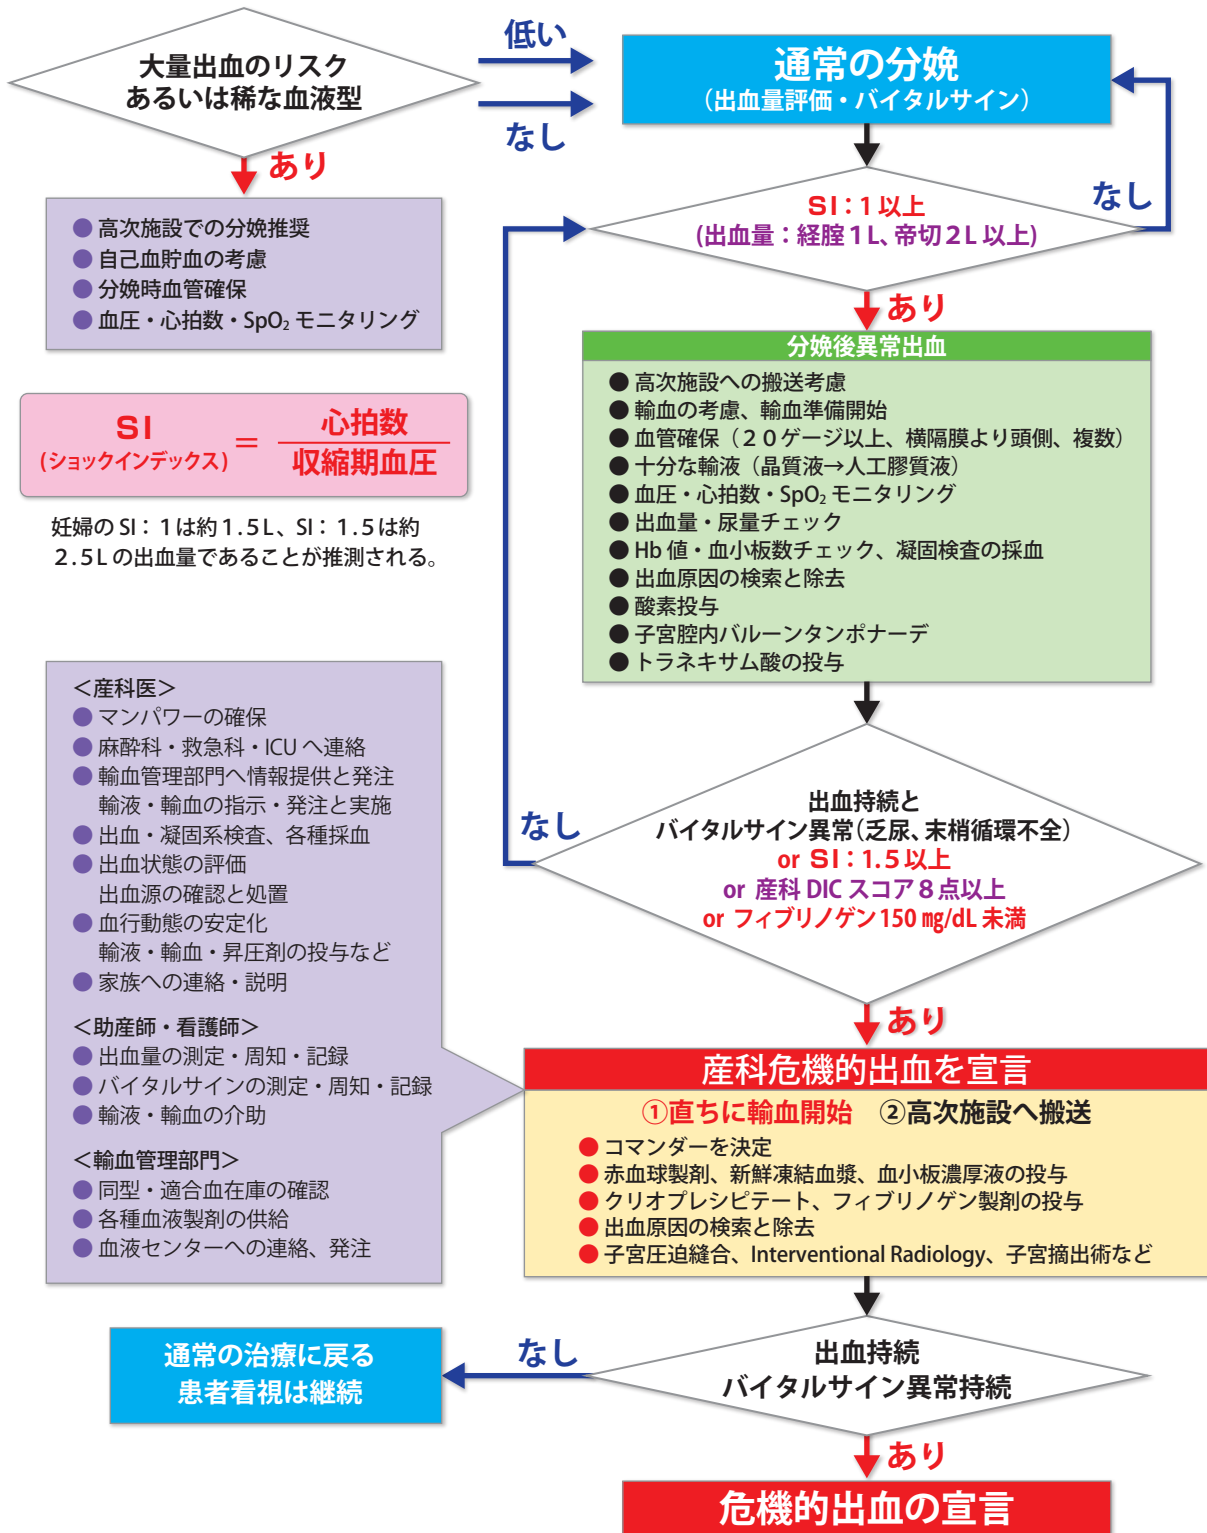 大量出血のリスク
あるいは稀な血液型
低い
なし
あり
通常の分娩
（出血量評価・バイタルサイン）
● 高次施設での分娩推奨
● 自己血貯血の考慮
● 分娩時血管確保
● 血圧・心拍数・SpO₂ モニタリング
SI：1 以上
(出血量：経腟１L、帝切２L 以上)
なし
あり
SI
(ショックインデックス)
＝
心拍数
収縮期血圧
妊婦の SI：１は約１.５L、SI：１.５は約
２.５L の出血量であることが推測される。
分娩後異常出血
● 高次施設への搬送考慮
● 輸血の考慮、輸血準備開始
● 血管確保（２０ゲージ以上、横隔膜より頭側、複数）
● 十分な輸液（晶質液→人工膠質液）
● 血圧・心拍数・SpO₂ モニタリング
● 出血量・尿量チェック
● Hb 値・血小板数チェック、凝固検査の採血
● 出血原因の検索と除去
● 酸素投与
● 子宮腔内バルーンタンポナーデ
● トラネキサム酸の投与
出血持続と
バイタルサイン異常（乏尿、末梢循環不全）
or SI：1.5 以上
or 産科 DIC スコア８点以上
or フィブリノゲン 150 ㎎/dL 未満
なし
あり
＜産科医＞
● マンパワーの確保
● 麻酔科・救急科・ICU へ連絡
● 輸血管理部門へ情報提供と発注
輸液・輸血の指示・発注と実施
● 出血・凝固系検査、各種採血
● 出血状態の評価
出血源の確認と処置
● 血行動態の安定化
輸液・輸血・昇圧剤の投与など
● 家族への連絡・説明
＜助産師・看護師＞
● 出血量の測定・周知・記録
● バイタルサインの測定・周知・記録
● 輸液・輸血の介助
＜輸血管理部門＞
● 同型・適合血在庫の確認
● 各種血液製剤の供給
● 血液センターへの連絡、発注
産科危機的出血を宣言
①直ちに輸血開始　②高次施設へ搬送
● コマンダーを決定
● 赤血球製剤、新鮮凍結血漿、血小板濃厚液の投与
● クリオプレシピテート、フィブリノゲン製剤の投与
● 出血原因の検索と除去
● 子宮圧迫縫合、Interventional Radiology、子宮摘出術など
出血持続
バイタルサイン異常持続
なし
通常の治療に戻る
患者看視は継続
あり
危機的出血の宣言